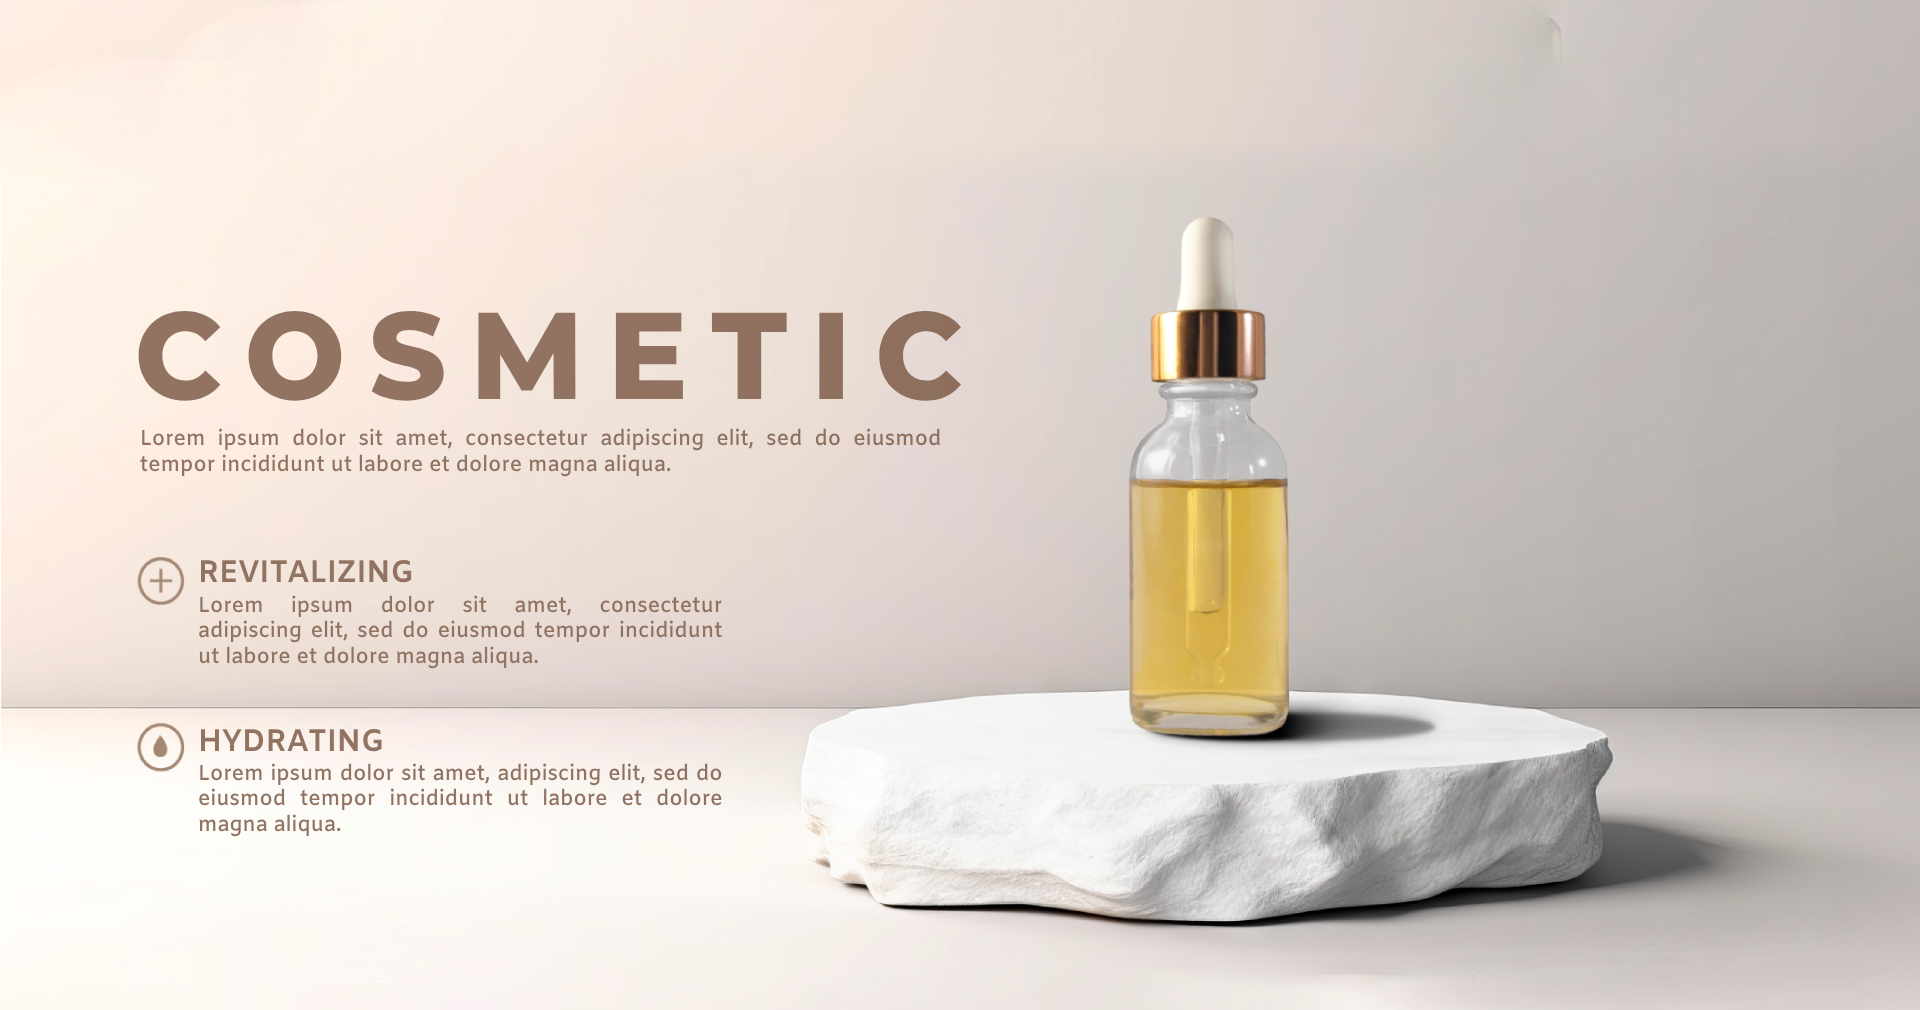 COSMETIC
Lorem ipsum dolor sit amet, consectetur adipiscing elit, sed do eiusmod
tempor incididunt ut labore et dolore magna aliqua.
REVITALIZING
Lorem ipsum dolor sit amet, consectetur
adipiscing elit, sed do eiusmod tempor incididunt
ut labore et dolore magna aliqua.
HYDRATING
Lorem ipsum dolor sit amet, adipiscing elit, sed do
eiusmod tempor incididunt ut labore et dolore
magna aliqua.